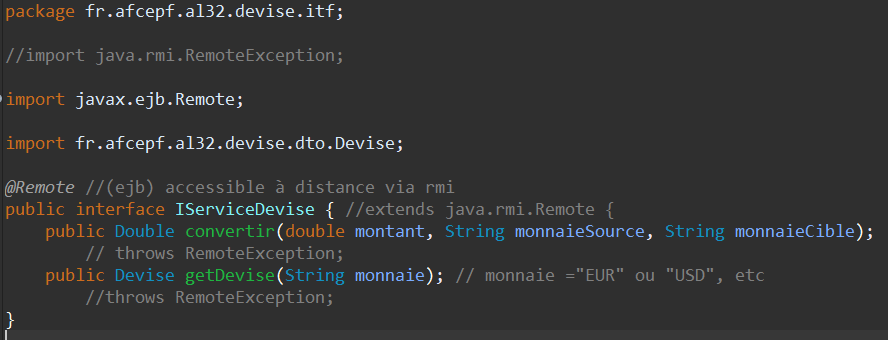 package fr.afcepf.al32.devise.itf;
//import java.rmi.RemoteException;
import javax.ejb.Remote;
import fr.afcepf.al32.devise.dto.Devise;
@Remote //(ejb) accessible à distance via rmi
public interface IServiceDevise { //extends java.rmi.Remote {
public Double convertir(double montant, String monnaieSource, String monnaieCible);
// throws RemoteException;
public Devise getDevise(String monnaie); // monnaie ="EUR" ou "USD", etc
//throws RemoteException;
}